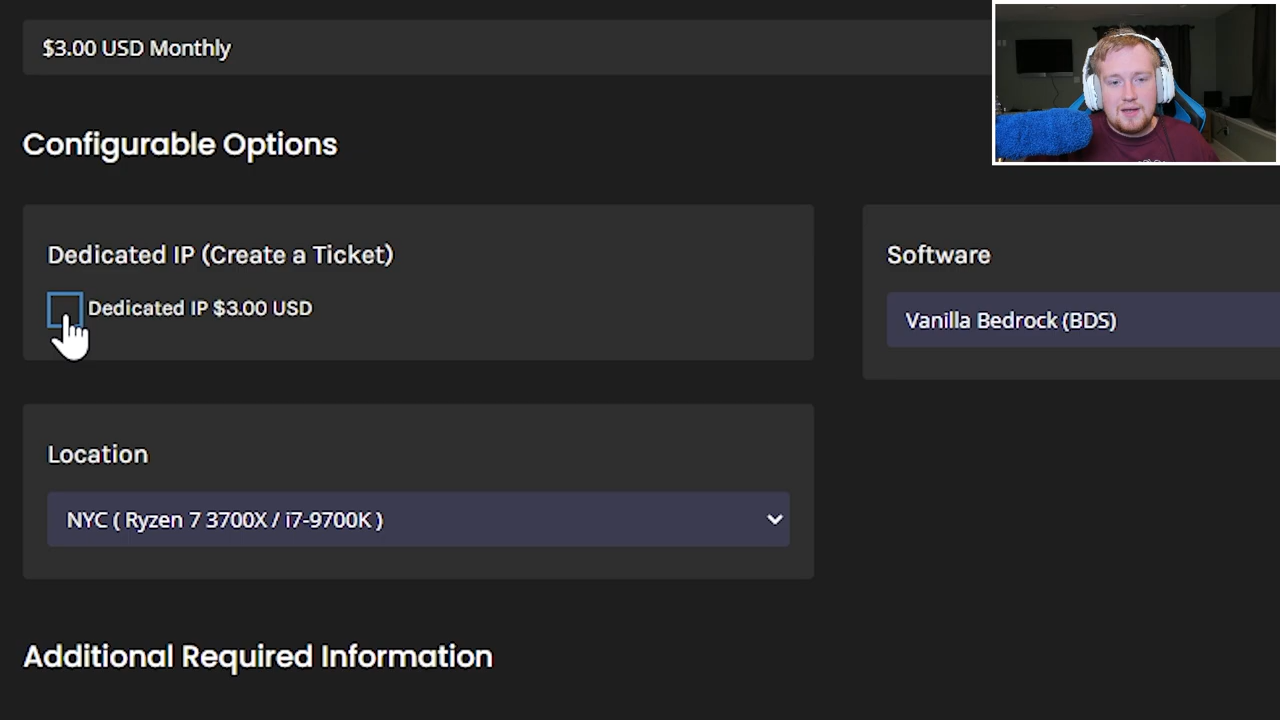 $3.00 USD Monthly
Configurable Options
Dedicated IP (Create a Ticket)
Dedicated IP $3.00 USD
Software
Vanilla Bedrock (BDS)
Location
NYC ( Ryzen 7 3700X / i7-9700K )
Additional Required Information